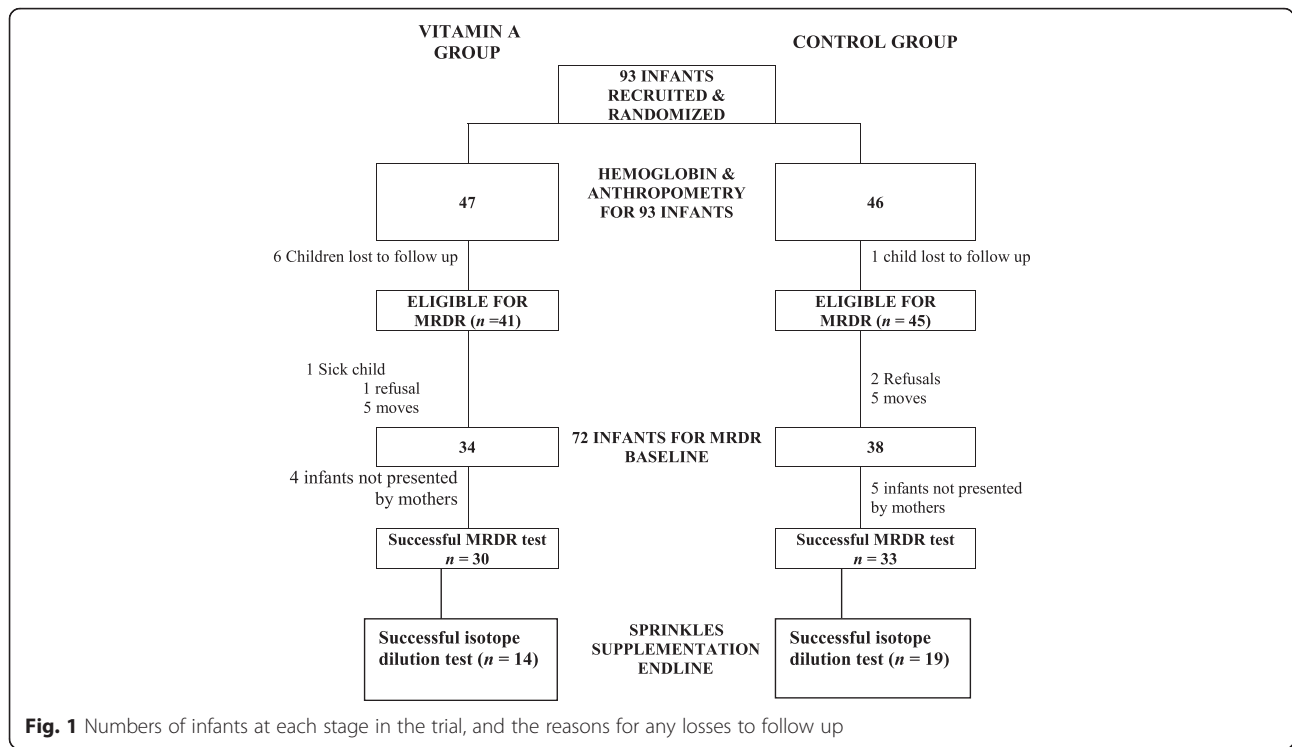 VITAMIN A
GROUP
CONTROL GROUP
93 INFANTS
RECRUITED &
RANDOMIZED
47
HEMOGLOBIN &
ANTHROPOMETRY
FOR 93 INFANTS
46
6 Children lost to follow up
1 child lost to follow up
ELIGIBLE FOR
MRDR (n =41)
ELIGIBLE FOR
MRDR (n = 45)
1 Sick child
1 refusal
5 moves
2 Refusals
5 moves
34
72 INFANTS FOR MRDR
BASELINE
38
4 infants not presented
by mothers
5 infants not presented
by mothers
Successful MRDR test
n = 30
Successful MRDR test
n = 33
Successful isotope
dilution test (n = 14)
SPRINKLES
SUPPLEMENTATION
ENDLINE
Successful isotope
dilution test (n = 19)
Fig. 1 Numbers of infants at each stage in the trial, and the reasons for any losses to follow up